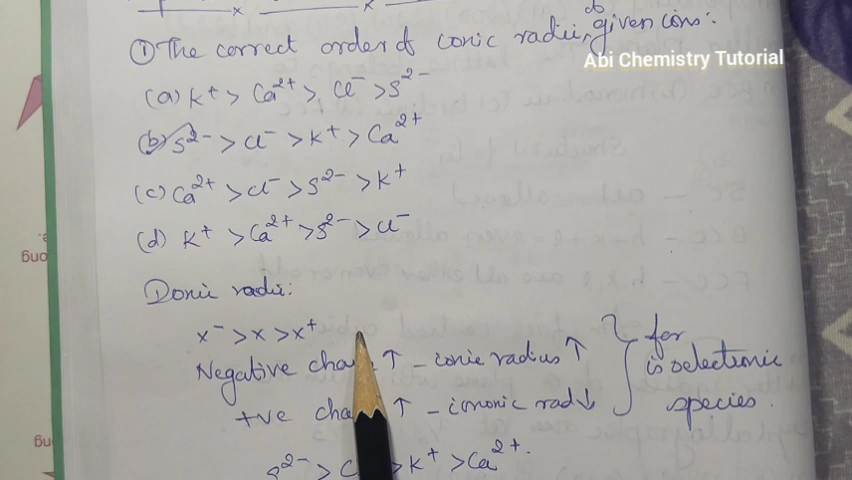 ① The correct order of ionic radii, of given ions:
Abi Chemistry Tutorial
(a) K⁺ > Ca²⁺ > Cl⁻ > S²⁻
(b) S²⁻ > Cl⁻ > K⁺ > Ca²⁺
(c) Ca²⁺ > Cl⁻ > S²⁻ > K⁺
(d) K⁺ > Ca²⁺ > S²⁻ > Cl⁻
Ionic radii:
x⁻ > x > x⁺
Negative cha ↑ - ionic radius ↑
+ve cha ↑ - ionic rad↓
for
isoelectronic
species.
S²⁻ > C > K⁺ > Ca²⁺.